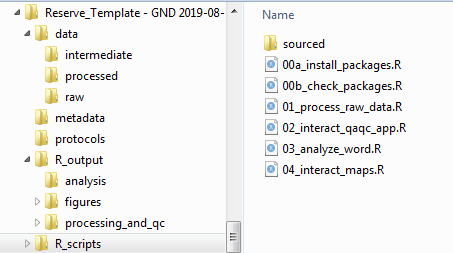 Reserve_Template - GND 2019-08-
data
intermediate
processed
raw
metadata
protocols
R_output
analysis
figures
processing_and_qc
R_scripts
sourced
00a_install_packages.R
00b_check_packages.R
01_process_raw_data.R
02_interact_qaqc_app.R
03_analyze_word.R
04_interact_maps.R